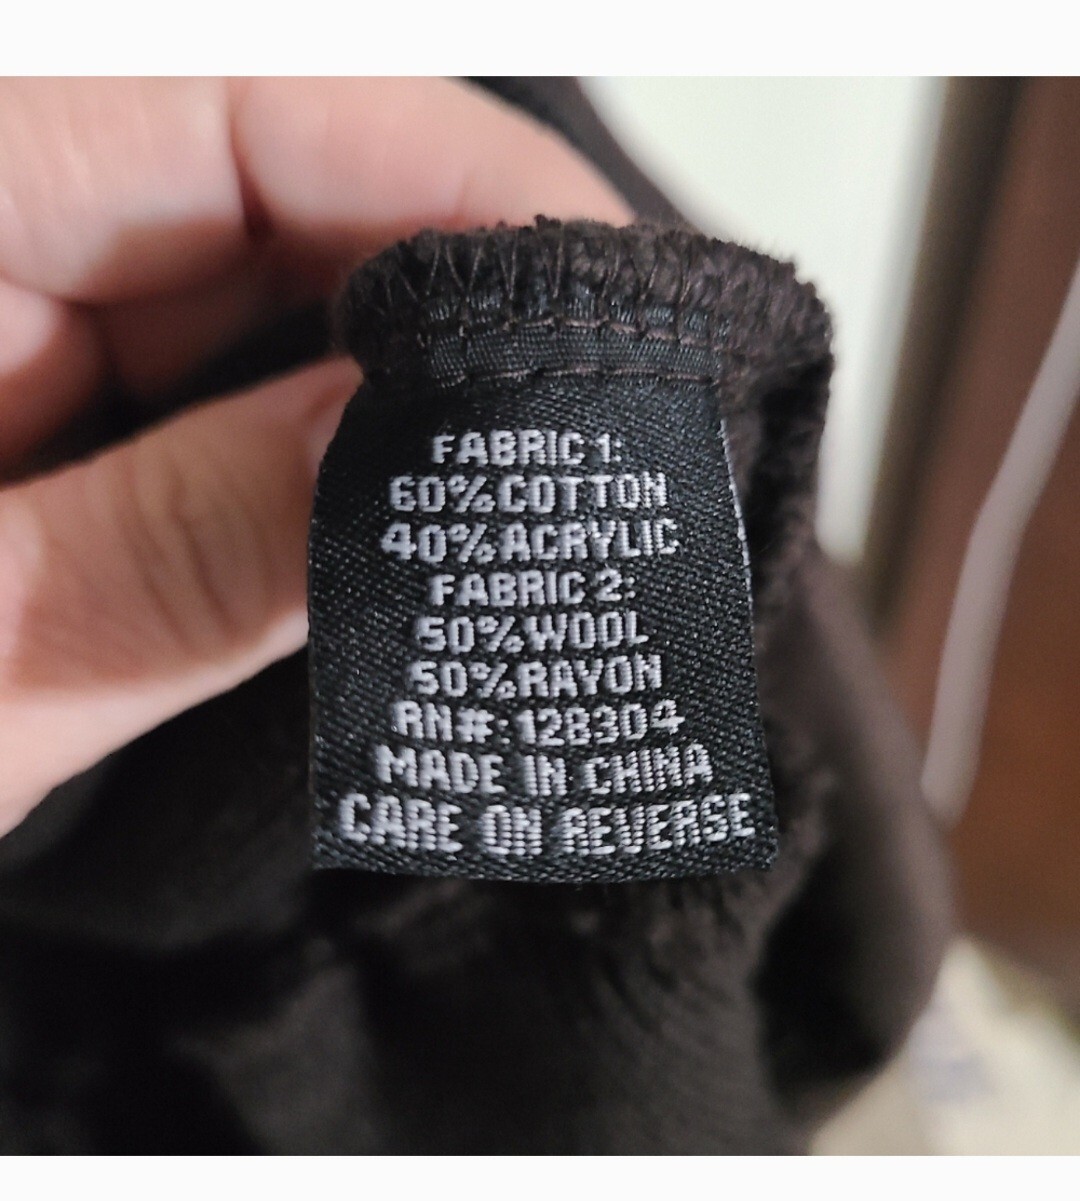 FABRIC 1:
60%COTTON
40%ACRYLIC
FABRIC 2:
50%WOOL
50%RAYON
RN#:128304
MADE IN CHINA
CARE ON REVERSE